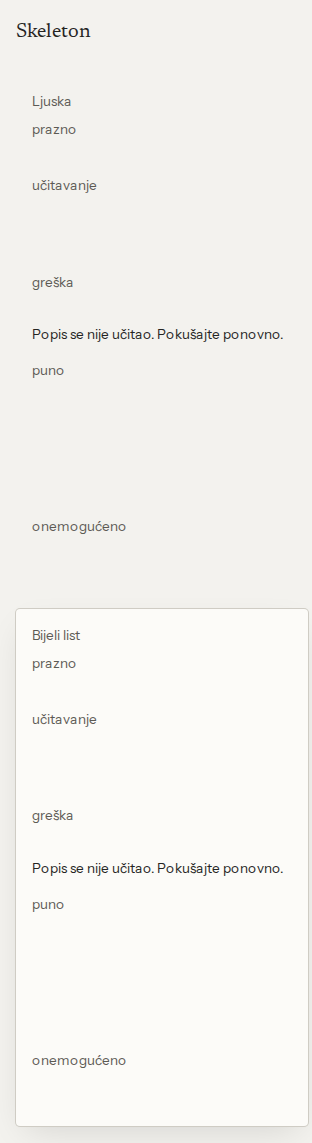 Skeleton
Ljuska
prazno
učitavanje
greška
Popis se nije učitao. Pokušajte ponovno.
puno
onemogućeno
Bijeli list
prazno
učitavanje
greška
Popis se nije učitao. Pokušajte ponovno.
puno
onemogućeno